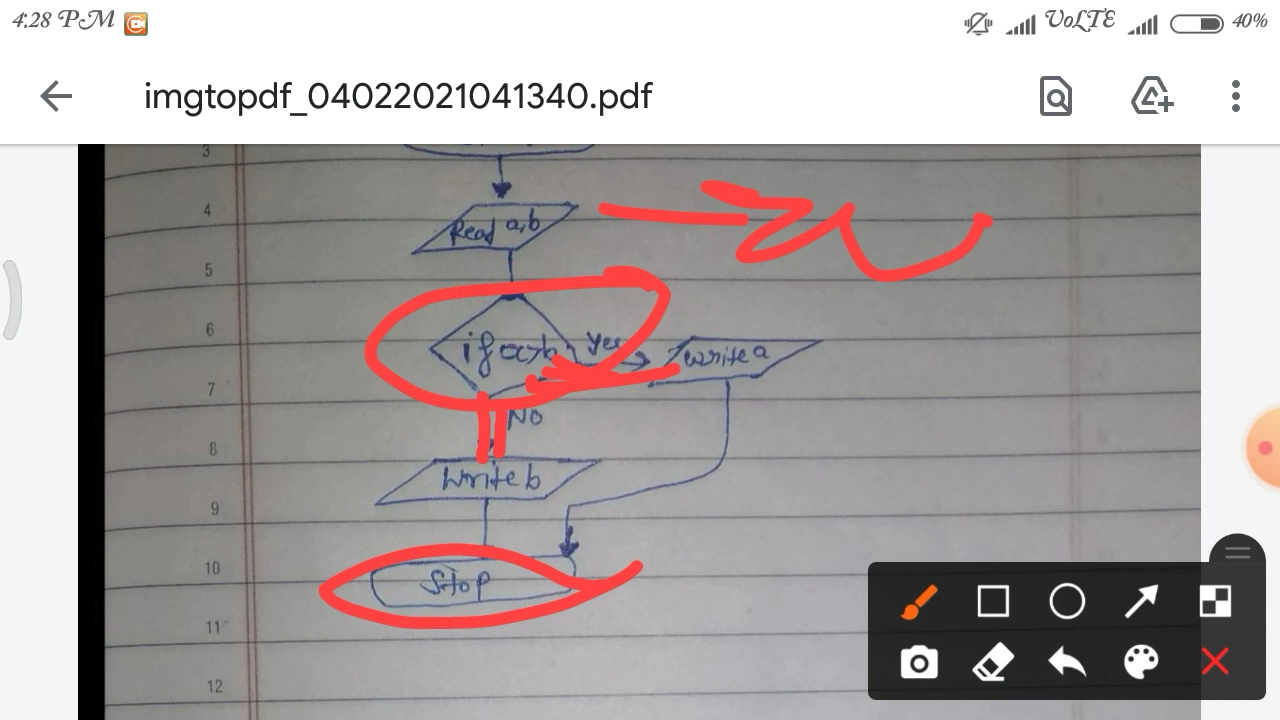 4:28 PM
VoLTE
40%
imgtopdf_04022021041340.pdf
3
4
Read a,b
5
6
if a>b
Yes
write a
7
No
8
Write b
9
10
Stop
11
12